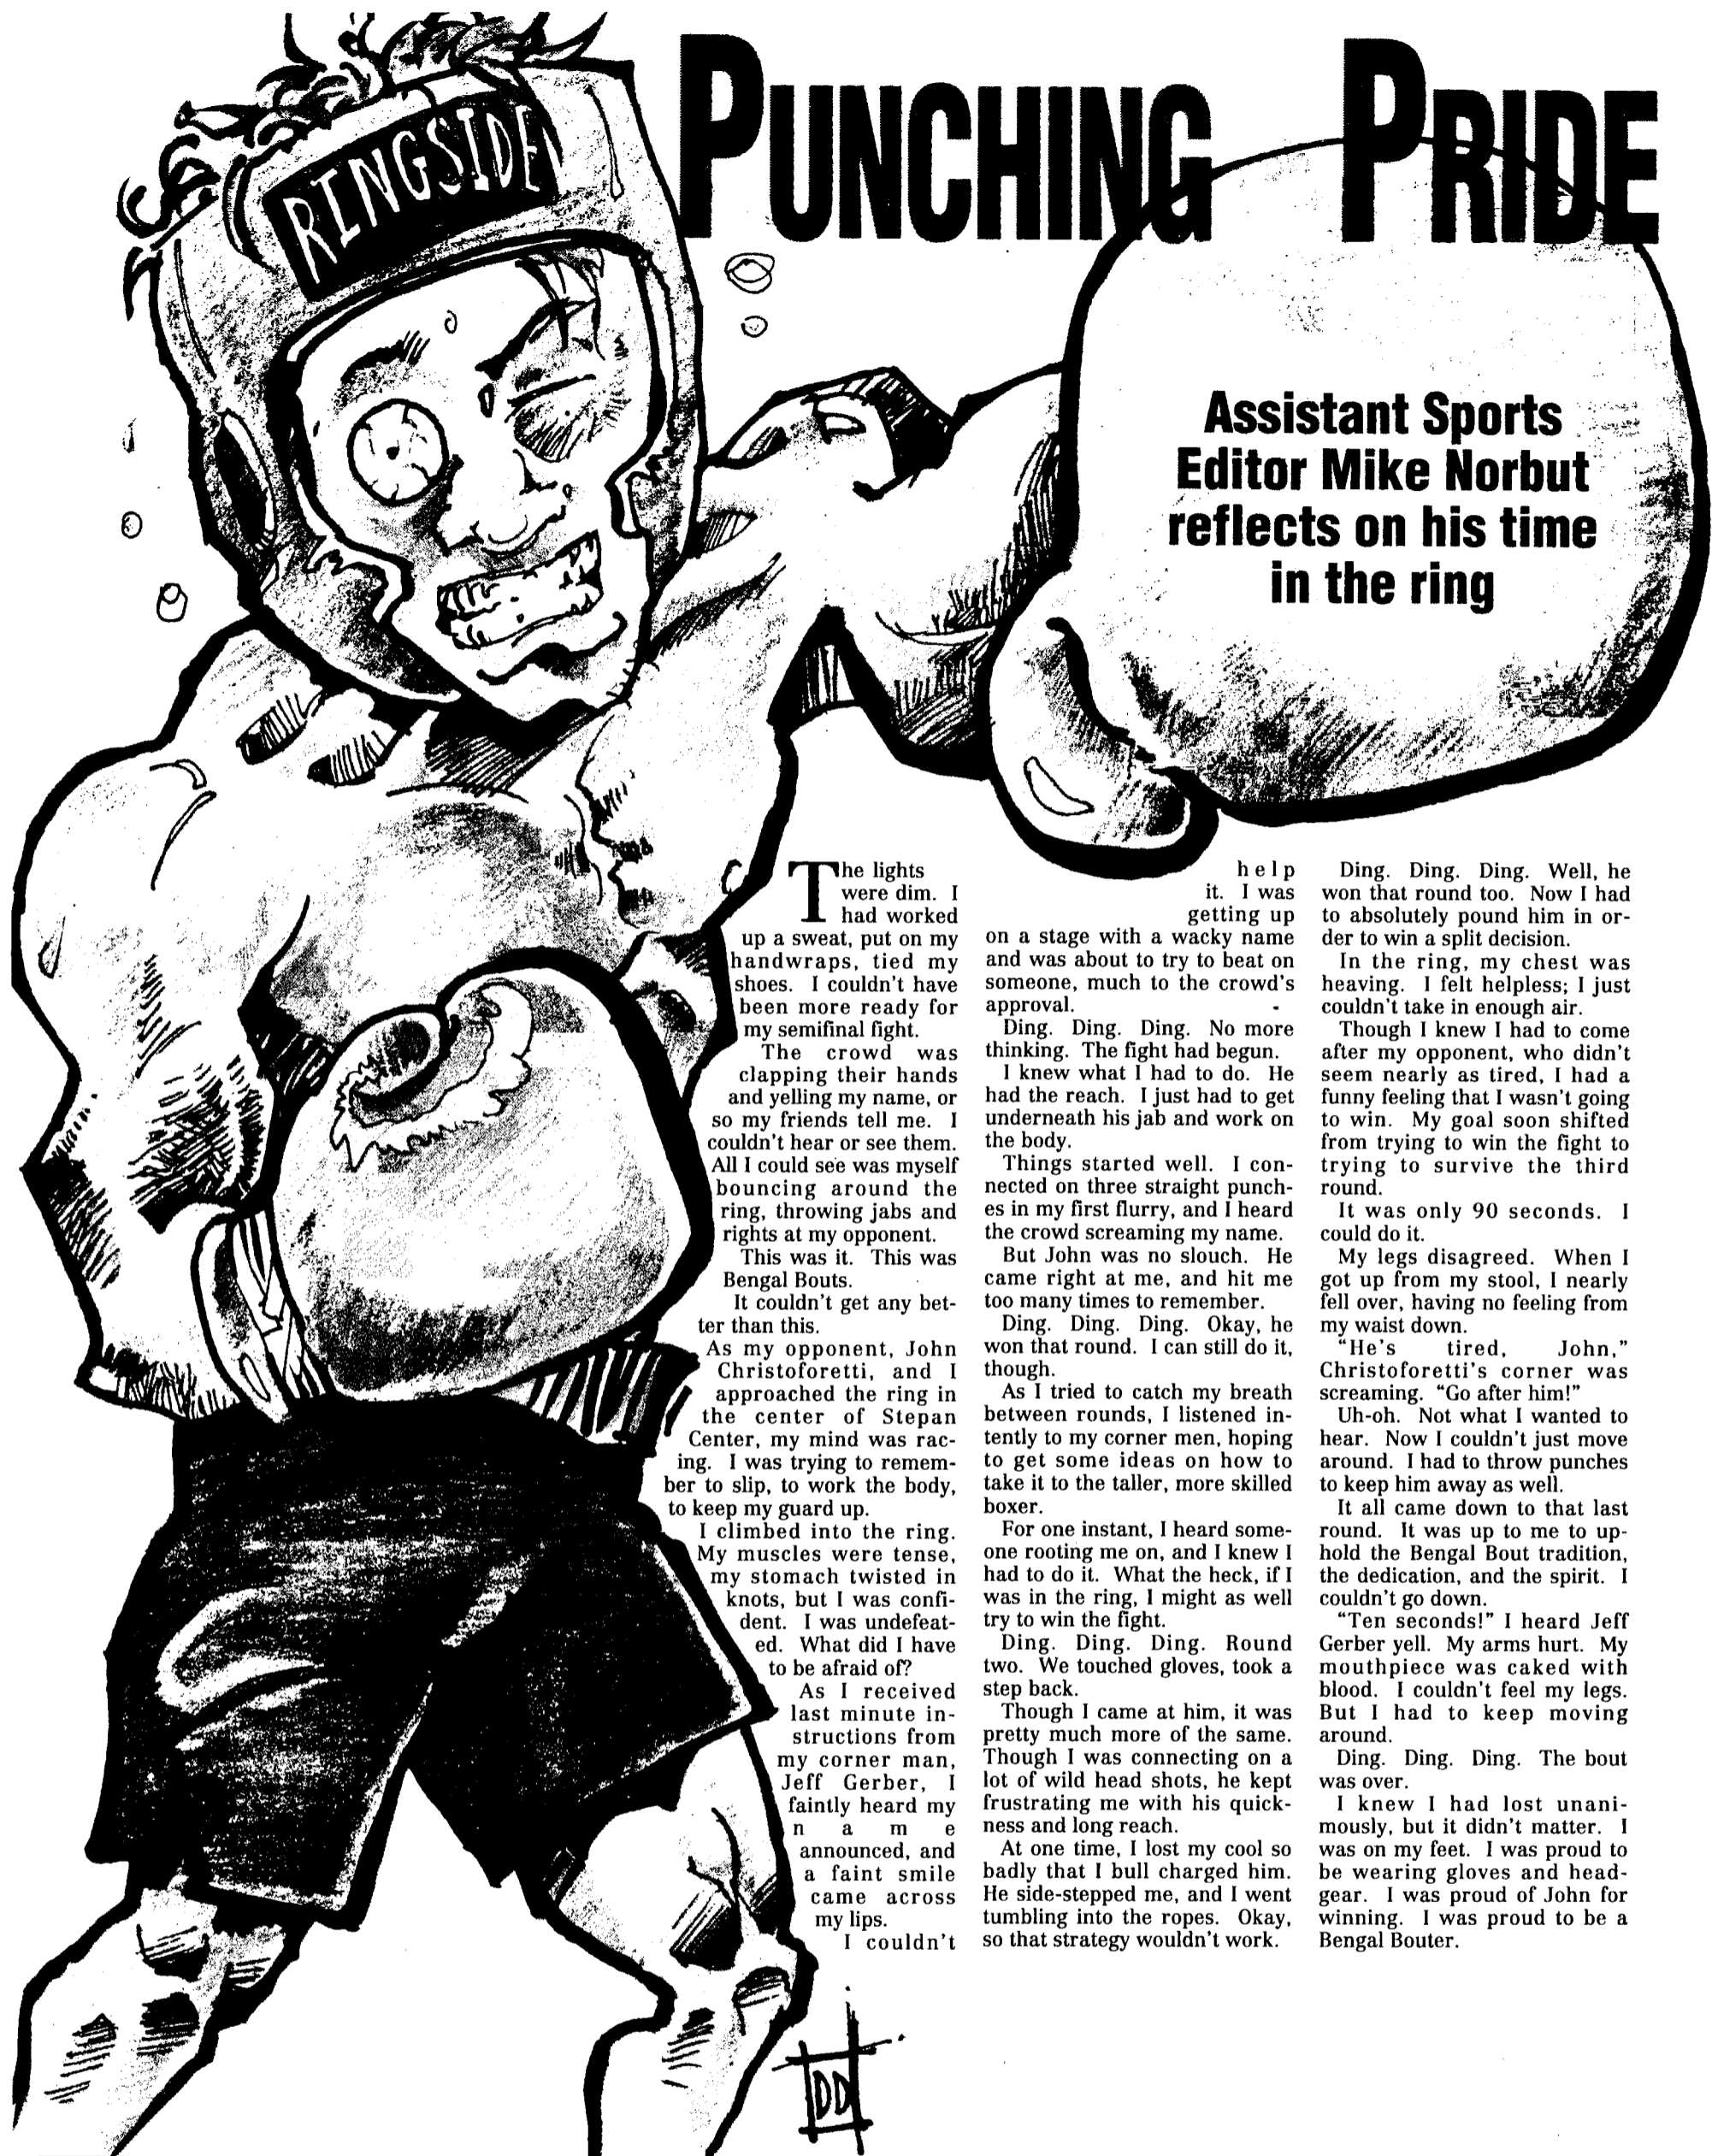 PUNCHING PRIDE
RINGSIDE
Assistant Sports
Editor Mike Norbut
reflects on his time
in the ring
The lights
were dim. I
had worked
up a sweat, put on my
handwraps, tied my
shoes. I couldn't have
been more ready for
my semifinal fight.
The crowd was
clapping their hands
and yelling my name, or
so my friends tell me. I
couldn't hear or see them.
All I could see was myself
bouncing around the
ring, throwing jabs and
rights at my opponent.
This was it. This was
Bengal Bouts.
It couldn't get any bet-
ter than this.
As my opponent, John
Christoforetti, and I
approached the ring in
the center of Stepan
Center, my mind was rac-
ing. I was trying to remem-
ber to slip, to work the body,
to keep my guard up.
I climbed into the ring.
My muscles were tense,
my stomach twisted in
knots, but I was confi-
dent. I was undefeat-
ed. What did I have
to be afraid of?
As I received
last minute in-
structions from
my corner man,
Jeff Gerber, I
faintly heard my
n a m e
announced, and
a faint smile
came across
my lips.
I couldn't
help
it. I was
getting up
on a stage with a wacky name
and was about to try to beat on
someone, much to the crowd's
approval.
Ding. Ding. Ding. No more
thinking. The fight had begun.
I knew what I had to do. He
had the reach. I just had to get
underneath his jab and work on
the body.
Things started well. I con-
nected on three straight punch-
es in my first flurry, and I heard
the crowd screaming my name.
But John was no slouch. He
came right at me, and hit me
too many times to remember.
Ding. Ding. Ding. Okay, he
won that round. I can still do it,
though.
As I tried to catch my breath
between rounds, I listened in-
tently to my corner men, hoping
to get some ideas on how to
take it to the taller, more skilled
boxer.
For one instant, I heard some-
one rooting me on, and I knew I
had to do it. What the heck, if I
was in the ring, I might as well
try to win the fight.
Ding. Ding. Ding. Round
two. We touched gloves, took a
step back.
Though I came at him, it was
pretty much more of the same.
Though I was connecting on a
lot of wild head shots, he kept
frustrating me with his quick-
ness and long reach.
At one time, I lost my cool so
badly that I bull charged him.
He side-stepped me, and I went
tumbling into the ropes. Okay,
so that strategy wouldn't work.
Ding. Ding. Ding. Well, he
won that round too. Now I had
to absolutely pound him in or-
der to win a split decision.
In the ring, my chest was
heaving. I felt helpless; I just
couldn't take in enough air.
Though I knew I had to come
after my opponent, who didn't
seem nearly as tired, I had a
funny feeling that I wasn't going
to win. My goal soon shifted
from trying to win the fight to
trying to survive the third
round.
It was only 90 seconds. I
could do it.
My legs disagreed. When I
got up from my stool, I nearly
fell over, having no feeling from
my waist down.
"He's tired, John,"
Christoforetti's corner was
screaming. "Go after him!"
Uh-oh. Not what I wanted to
hear. Now I couldn't just move
around. I had to throw punches
to keep him away as well.
It all came down to that last
round. It was up to me to up-
hold the Bengal Bout tradition,
the dedication, and the spirit. I
couldn't go down.
"Ten seconds!" I heard Jeff
Gerber yell. My arms hurt. My
mouthpiece was caked with
blood. I couldn't feel my legs.
But I had to keep moving
around.
Ding. Ding. Ding. The bout
was over.
I knew I had lost unani-
mously, but it didn't matter. I
was on my feet. I was proud to
be wearing gloves and head-
gear. I was proud of John for
winning. I was proud to be a
Bengal Bouter.
DD